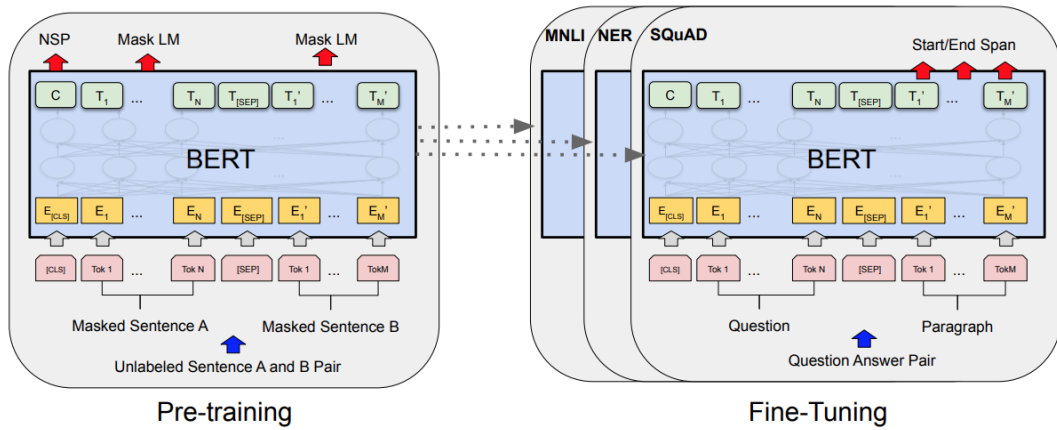 NSP Mask LM Mask LM
C T1 ... TN T[SEP] T1' ... TM'
...
BERT
...
E[CLS] E1 ... EN E[SEP] E1' ... EM'
[CLS] Tok 1 ... Tok N [SEP] Tok 1 ... TokM
Masked Sentence A Masked Sentence B
Unlabeled Sentence A and B Pair
Pre-training
MNLI NER SQuAD
Start/End Span
C T1 ... TN T[SEP] T1' ... TM'
...
BERT
...
E[CLS] E1 ... EN E[SEP] E1' ... EM'
[CLS] Tok 1 ... Tok N [SEP] Tok 1 ... TokM
Question Paragraph
Question Answer Pair
Fine-Tuning